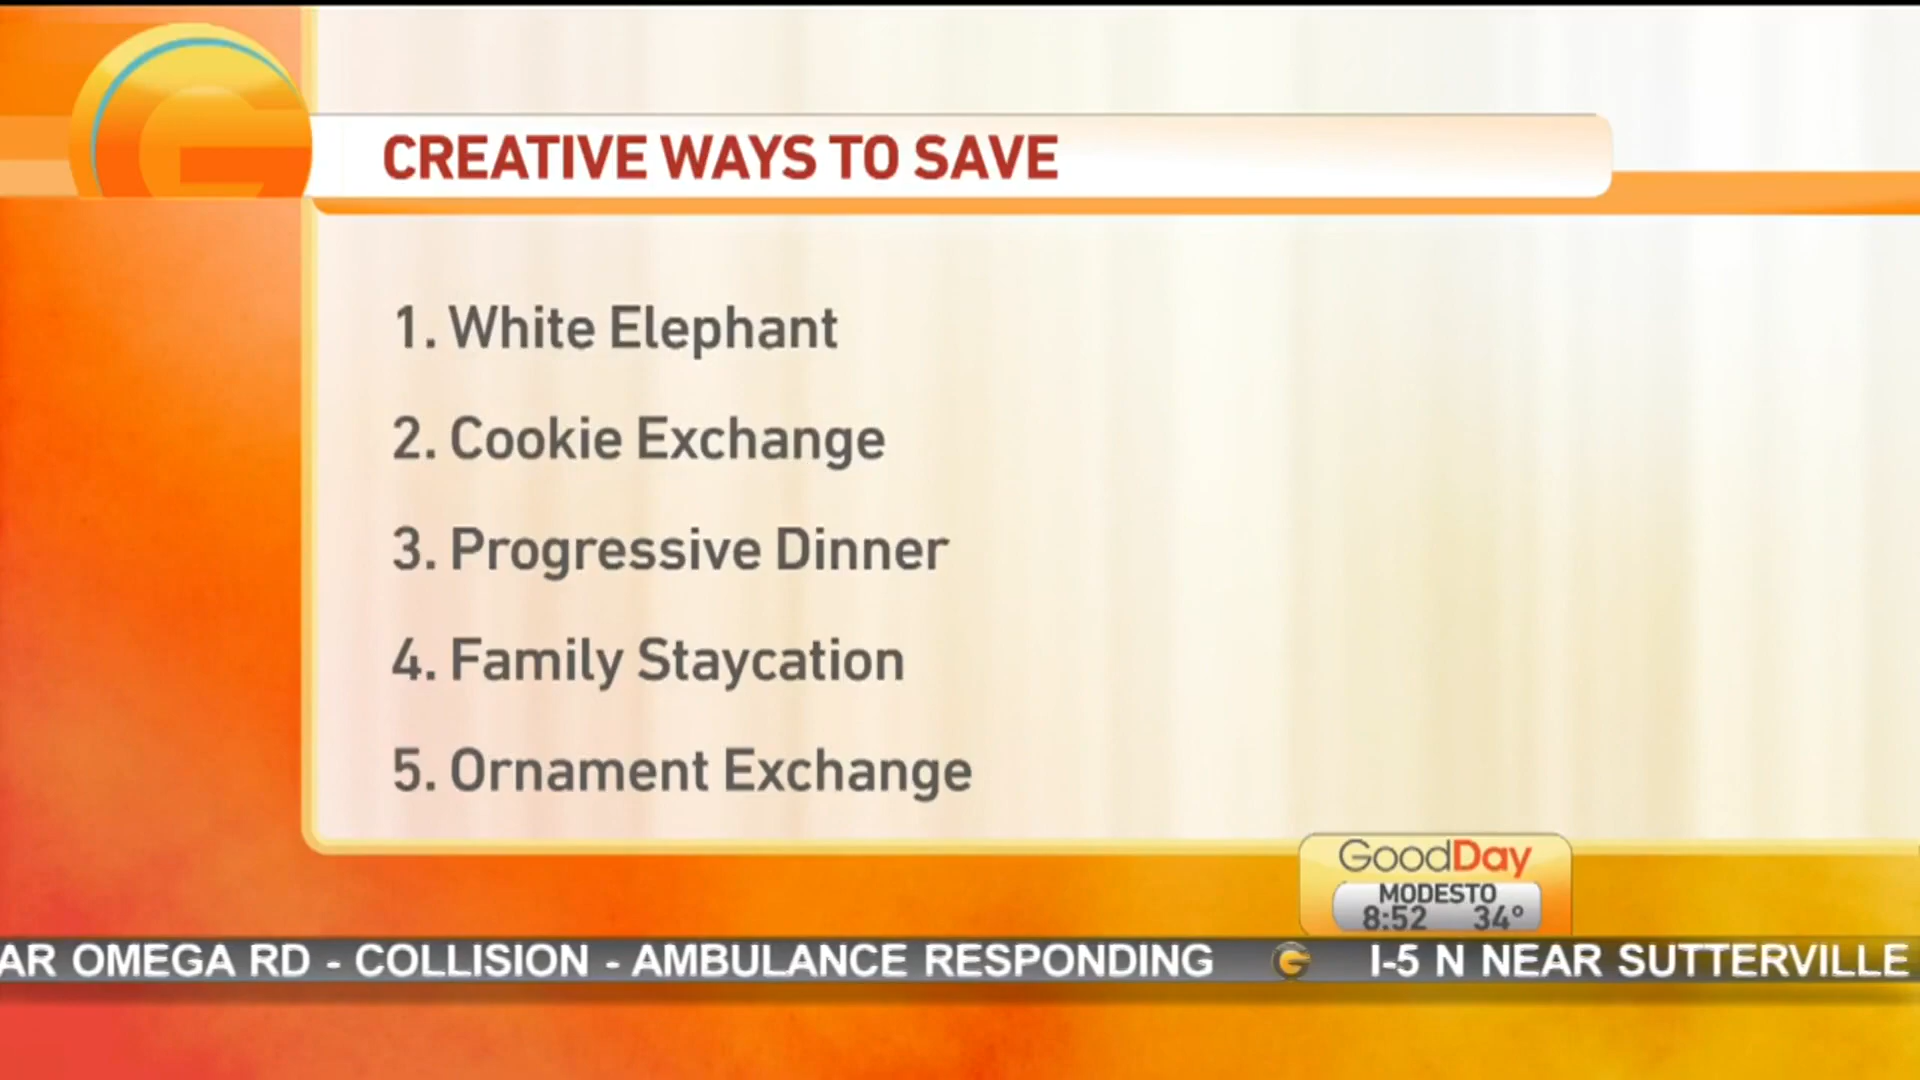 CREATIVE WAYS TO SAVE
1. White Elephant
2. Cookie Exchange
3. Progressive Dinner
4. Family Staycation
5. Ornament Exchange
GoodDay
MODESTO
8:52 34°
AR OMEGA RD - COLLISION - AMBULANCE RESPONDING I-5 N NEAR SUTTERVILLE